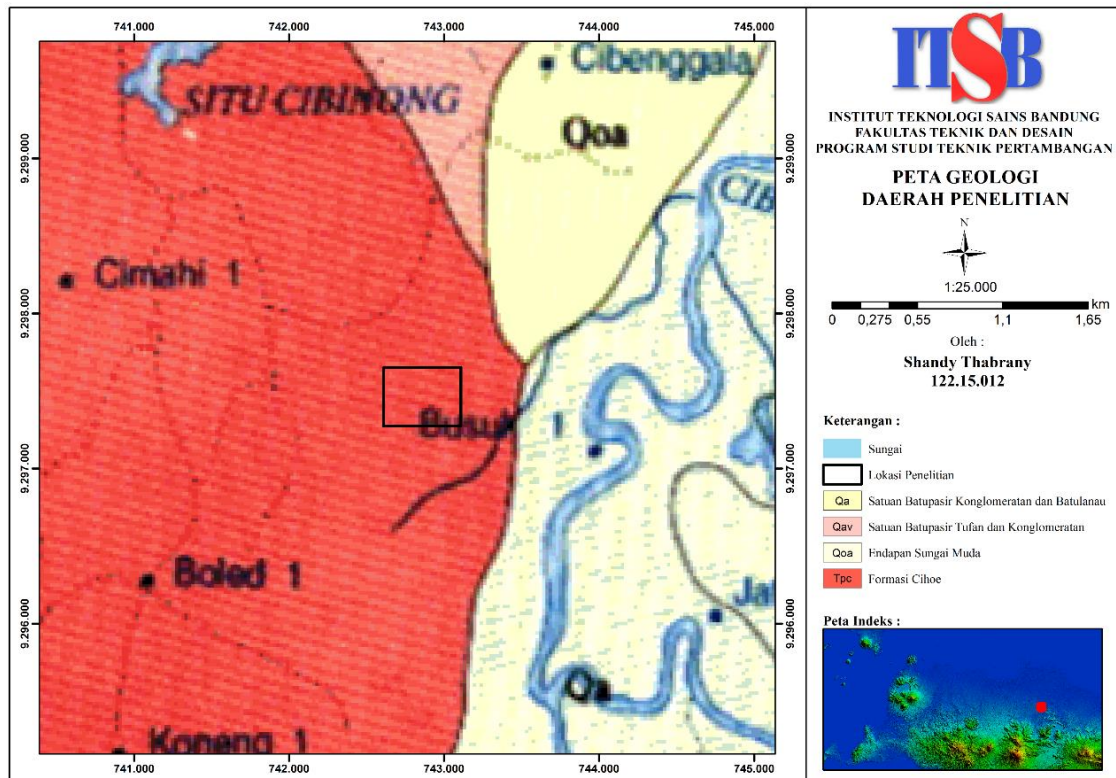 741.000 742.000 743.000 744.000 745.000
9.299.000
9.298.000
9.297.000
9.296.000
SITU CIBINONG
Cibenggala
Qoa
CIB
Cimahi 1
Busuk 1
Boled 1
Jat
Qa
Koneng 1
9.299.000
9.298.000
9.297.000
9.296.000
741.000 742.000 743.000 744.000 745.000
ITSB
INSTITUT TEKNOLOGI SAINS BANDUNG
FAKULTAS TEKNIK DAN DESAIN
PROGRAM STUDI TEKNIK PERTAMBANGAN
PETA GEOLOGI
DAERAH PENELITIAN
N
1:25.000
km
0 0,275 0,55 1,1 1,65
Oleh :
Shandy Thabrany
122.15.012
Keterangan :
Sungai
Lokasi Penelitian
Qa Satuan Batupasir Konglomeratan dan Batulanau
Qav Satuan Batupasir Tufan dan Konglomeratan
Qoa Endapan Sungai Muda
Tpc Formasi Cihoe
Peta Indeks :